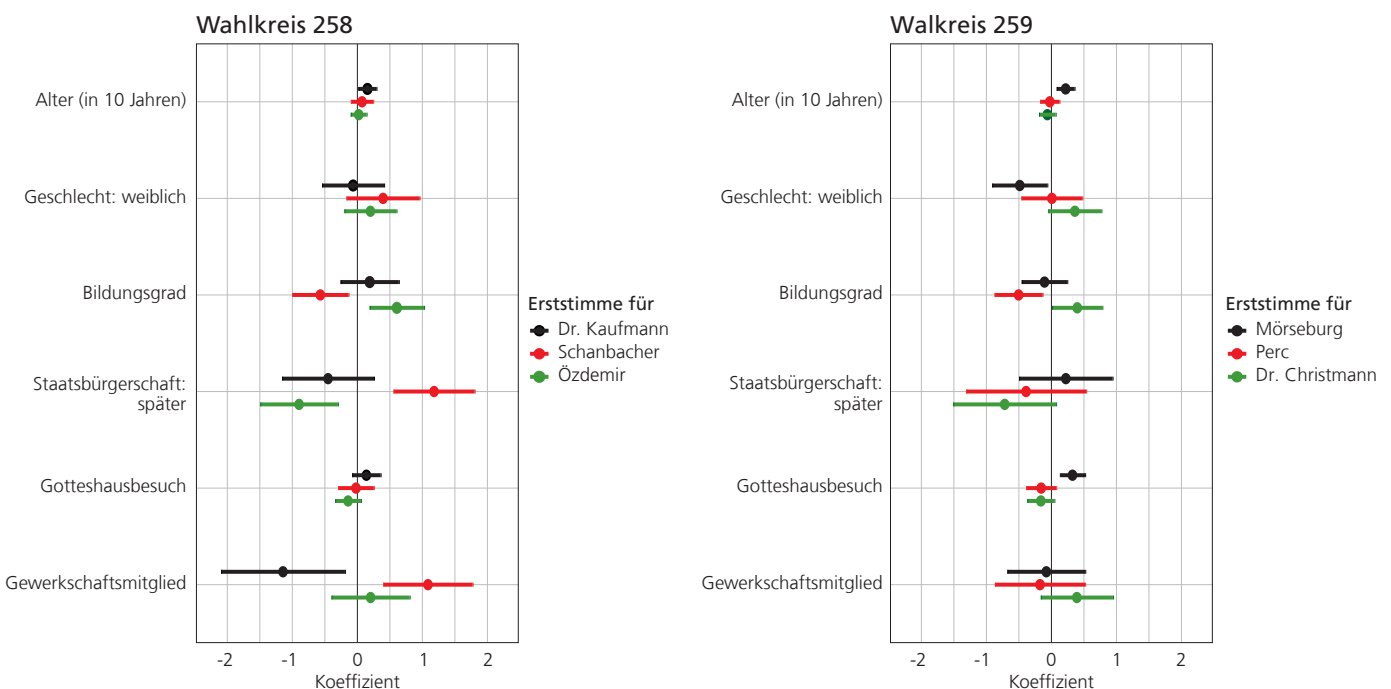 Wahlkreis 258
Alter (in 10 Jahren)
Geschlecht: weiblich
Bildungsgrad
Staatsbürgerschaft:
später
Gotteshausbesuch
Gewerkschaftsmitglied
-2 -1 0 1 2
Koeffizient
Erststimme für
Dr. Kaufmann
Schanbacher
Özdemir
Walkreis 259
Alter (in 10 Jahren)
Geschlecht: weiblich
Bildungsgrad
Staatsbürgerschaft:
später
Gotteshausbesuch
Gewerkschaftsmitglied
-2 -1 0 1 2
Koeffizient
Erststimme für
Mörseburg
Perc
Dr. Christmann